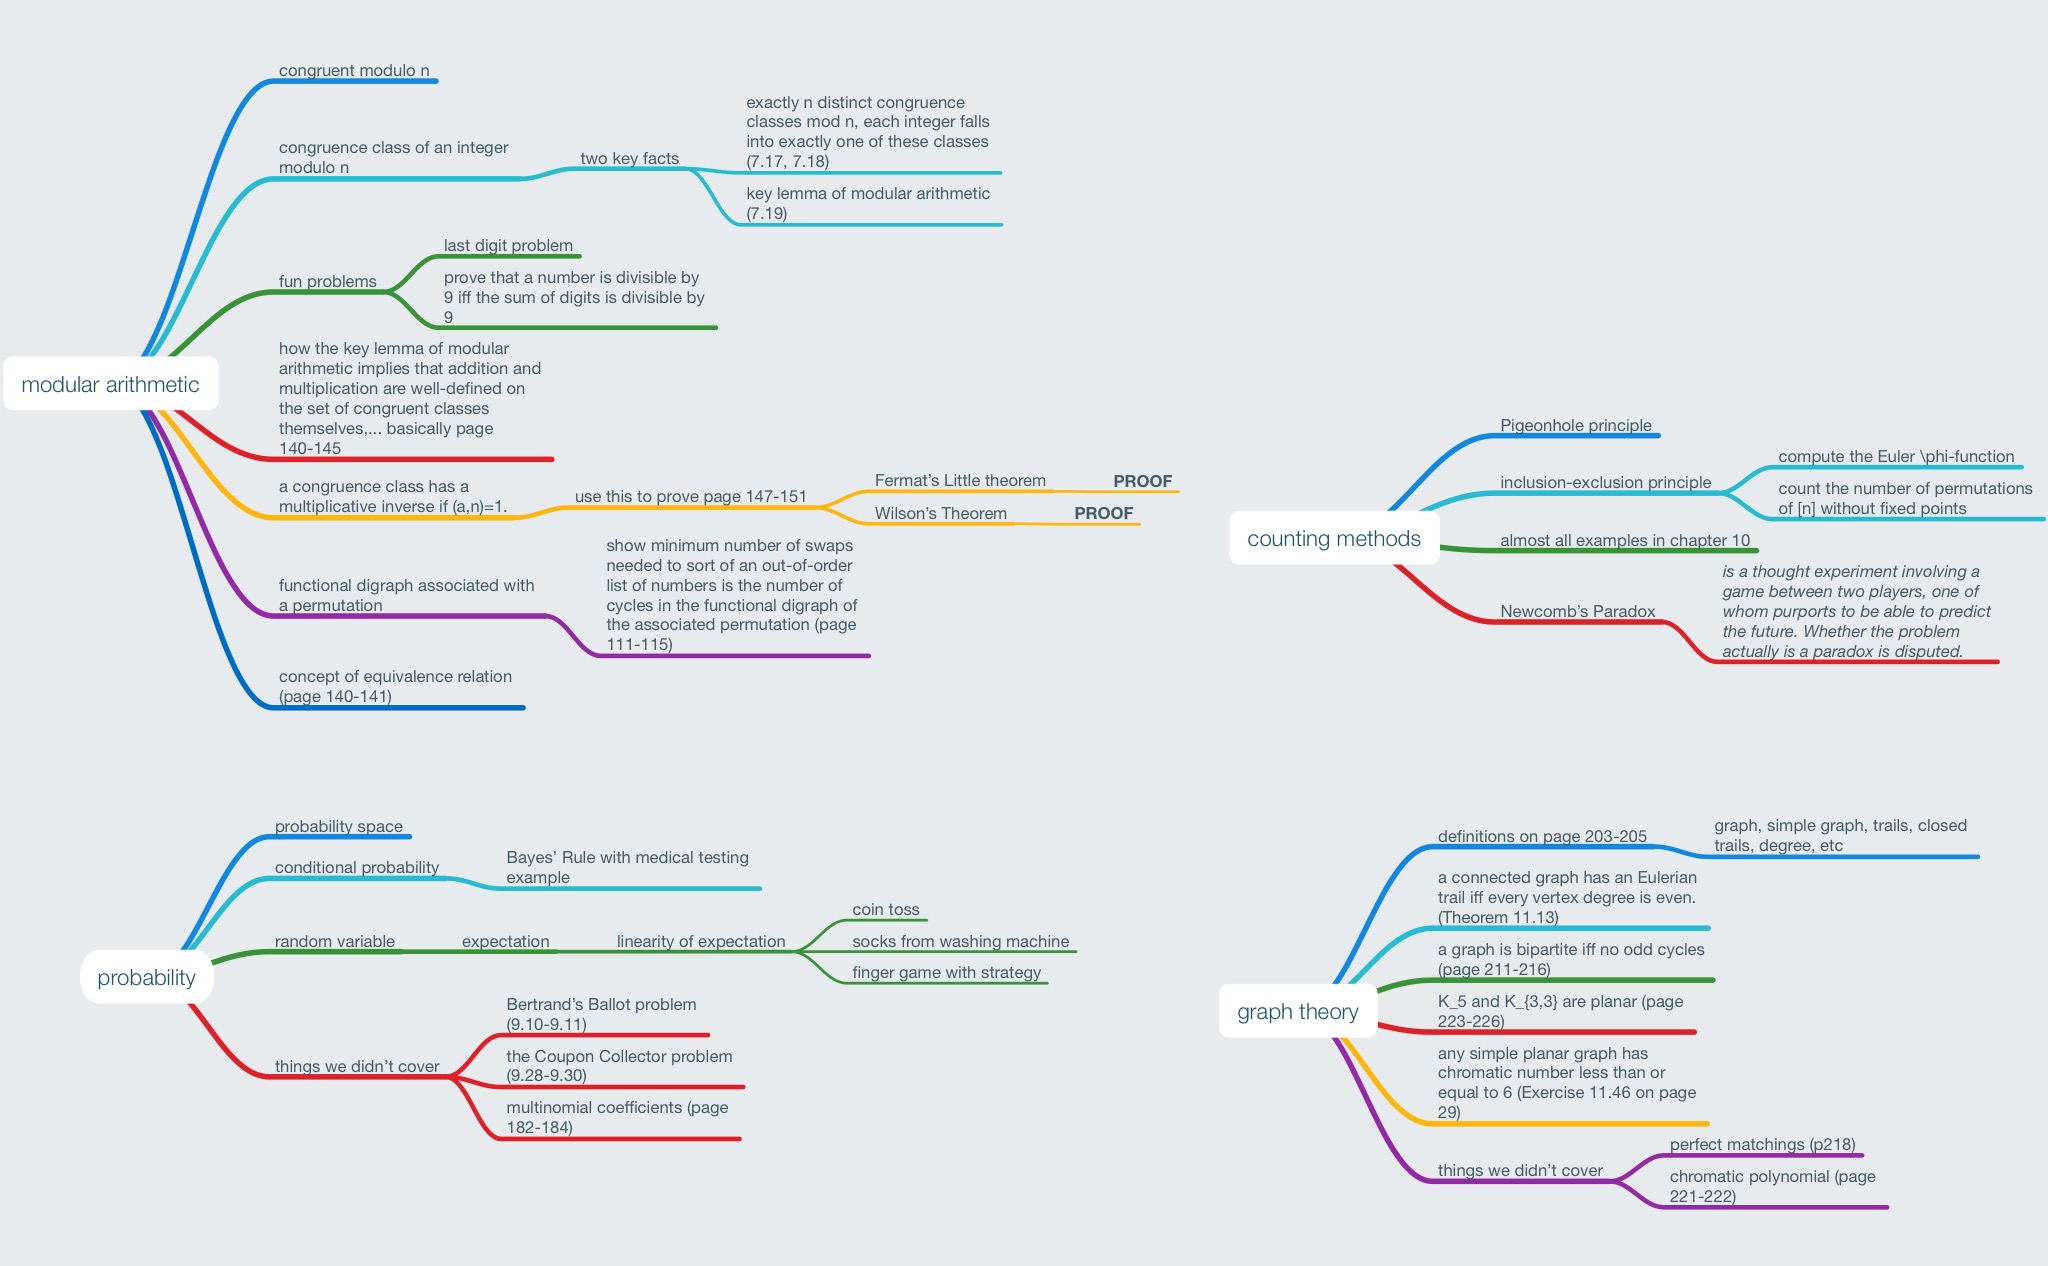 modular arithmetic
congruent modulo n
congruence class of an integer
modulo n
two key facts
exactly n distinct congruence
classes mod n, each integer falls
into exactly one of these classes
(7.17, 7.18)
key lemma of modular arithmetic
(7.19)
fun problems
last digit problem
prove that a number is divisible by
9 iff the sum of digits is divisible by
9
how the key lemma of modular
arithmetic implies that addition and
multiplication are well-defined on
the set of congruent classes
themselves,... basically page
140-145
a congruence class has a
multiplicative inverse if (a,n)=1.
use this to prove page 147-151
Fermat's Little theorem
PROOF
Wilson's Theorem
PROOF
functional digraph associated with
a permutation
show minimum number of swaps
needed to sort of an out-of-order
list of numbers is the number of
cycles in the functional digraph of
the associated permutation (page
111-115)
concept of equivalence relation
(page 140-141)
counting methods
Pigeonhole principle
inclusion-exclusion principle
compute the Euler \phi-function
count the number of permutations
of [n] without fixed points
almost all examples in chapter 10
Newcomb's Paradox
is a thought experiment involving a
game between two players, one of
whom purports to be able to predict
the future. Whether the problem
actually is a paradox is disputed.
probability
probability space
conditional probability
Bayes' Rule with medical testing
example
random variable
expectation
linearity of expectation
coin toss
socks from washing machine
finger game with strategy
things we didn't cover
Bertrand's Ballot problem
(9.10-9.11)
the Coupon Collector problem
(9.28-9.30)
multinomial coefficients (page
182-184)
graph theory
definitions on page 203-205
graph, simple graph, trails, closed
trails, degree, etc
a connected graph has an Eulerian
trail iff every vertex degree is even.
(Theorem 11.13)
a graph is bipartite iff no odd cycles
(page 211-216)
K_5 and K_{3,3} are planar (page
223-226)
any simple planar graph has
chromatic number less than or
equal to 6 (Exercise 11.46 on page
29)
things we didn't cover
perfect matchings (p218)
chromatic polynomial (page
221-222)